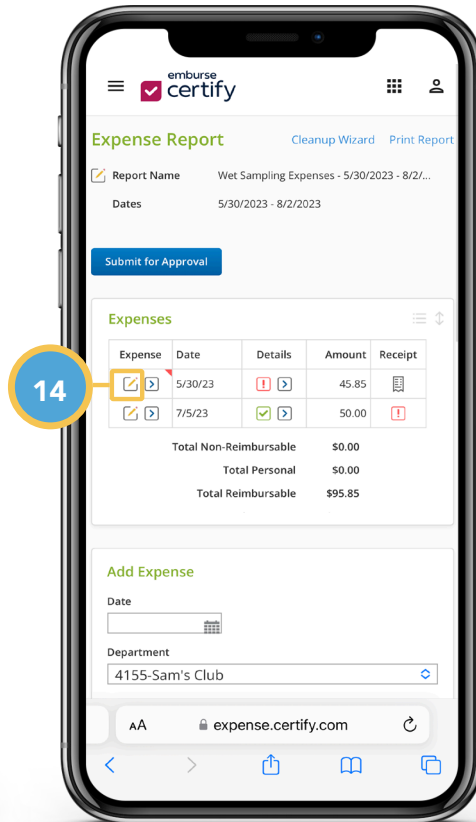 emburse
certify
Expense Report Cleanup Wizard Print Report
Report Name Wet Sampling Expenses - 5/30/2023 - 8/2/...
Dates 5/30/2023 - 8/2/2023
Submit for Approval
Expenses
Expense Date Details Amount Receipt
5/30/23 ! 45.85
7/5/23 50.00 !
Total Non-Reimbursable $0.00
Total Personal $0.00
Total Reimbursable $95.85
14
Add Expense
Date
Department
4155-Sam's Club
AA expense.certify.com